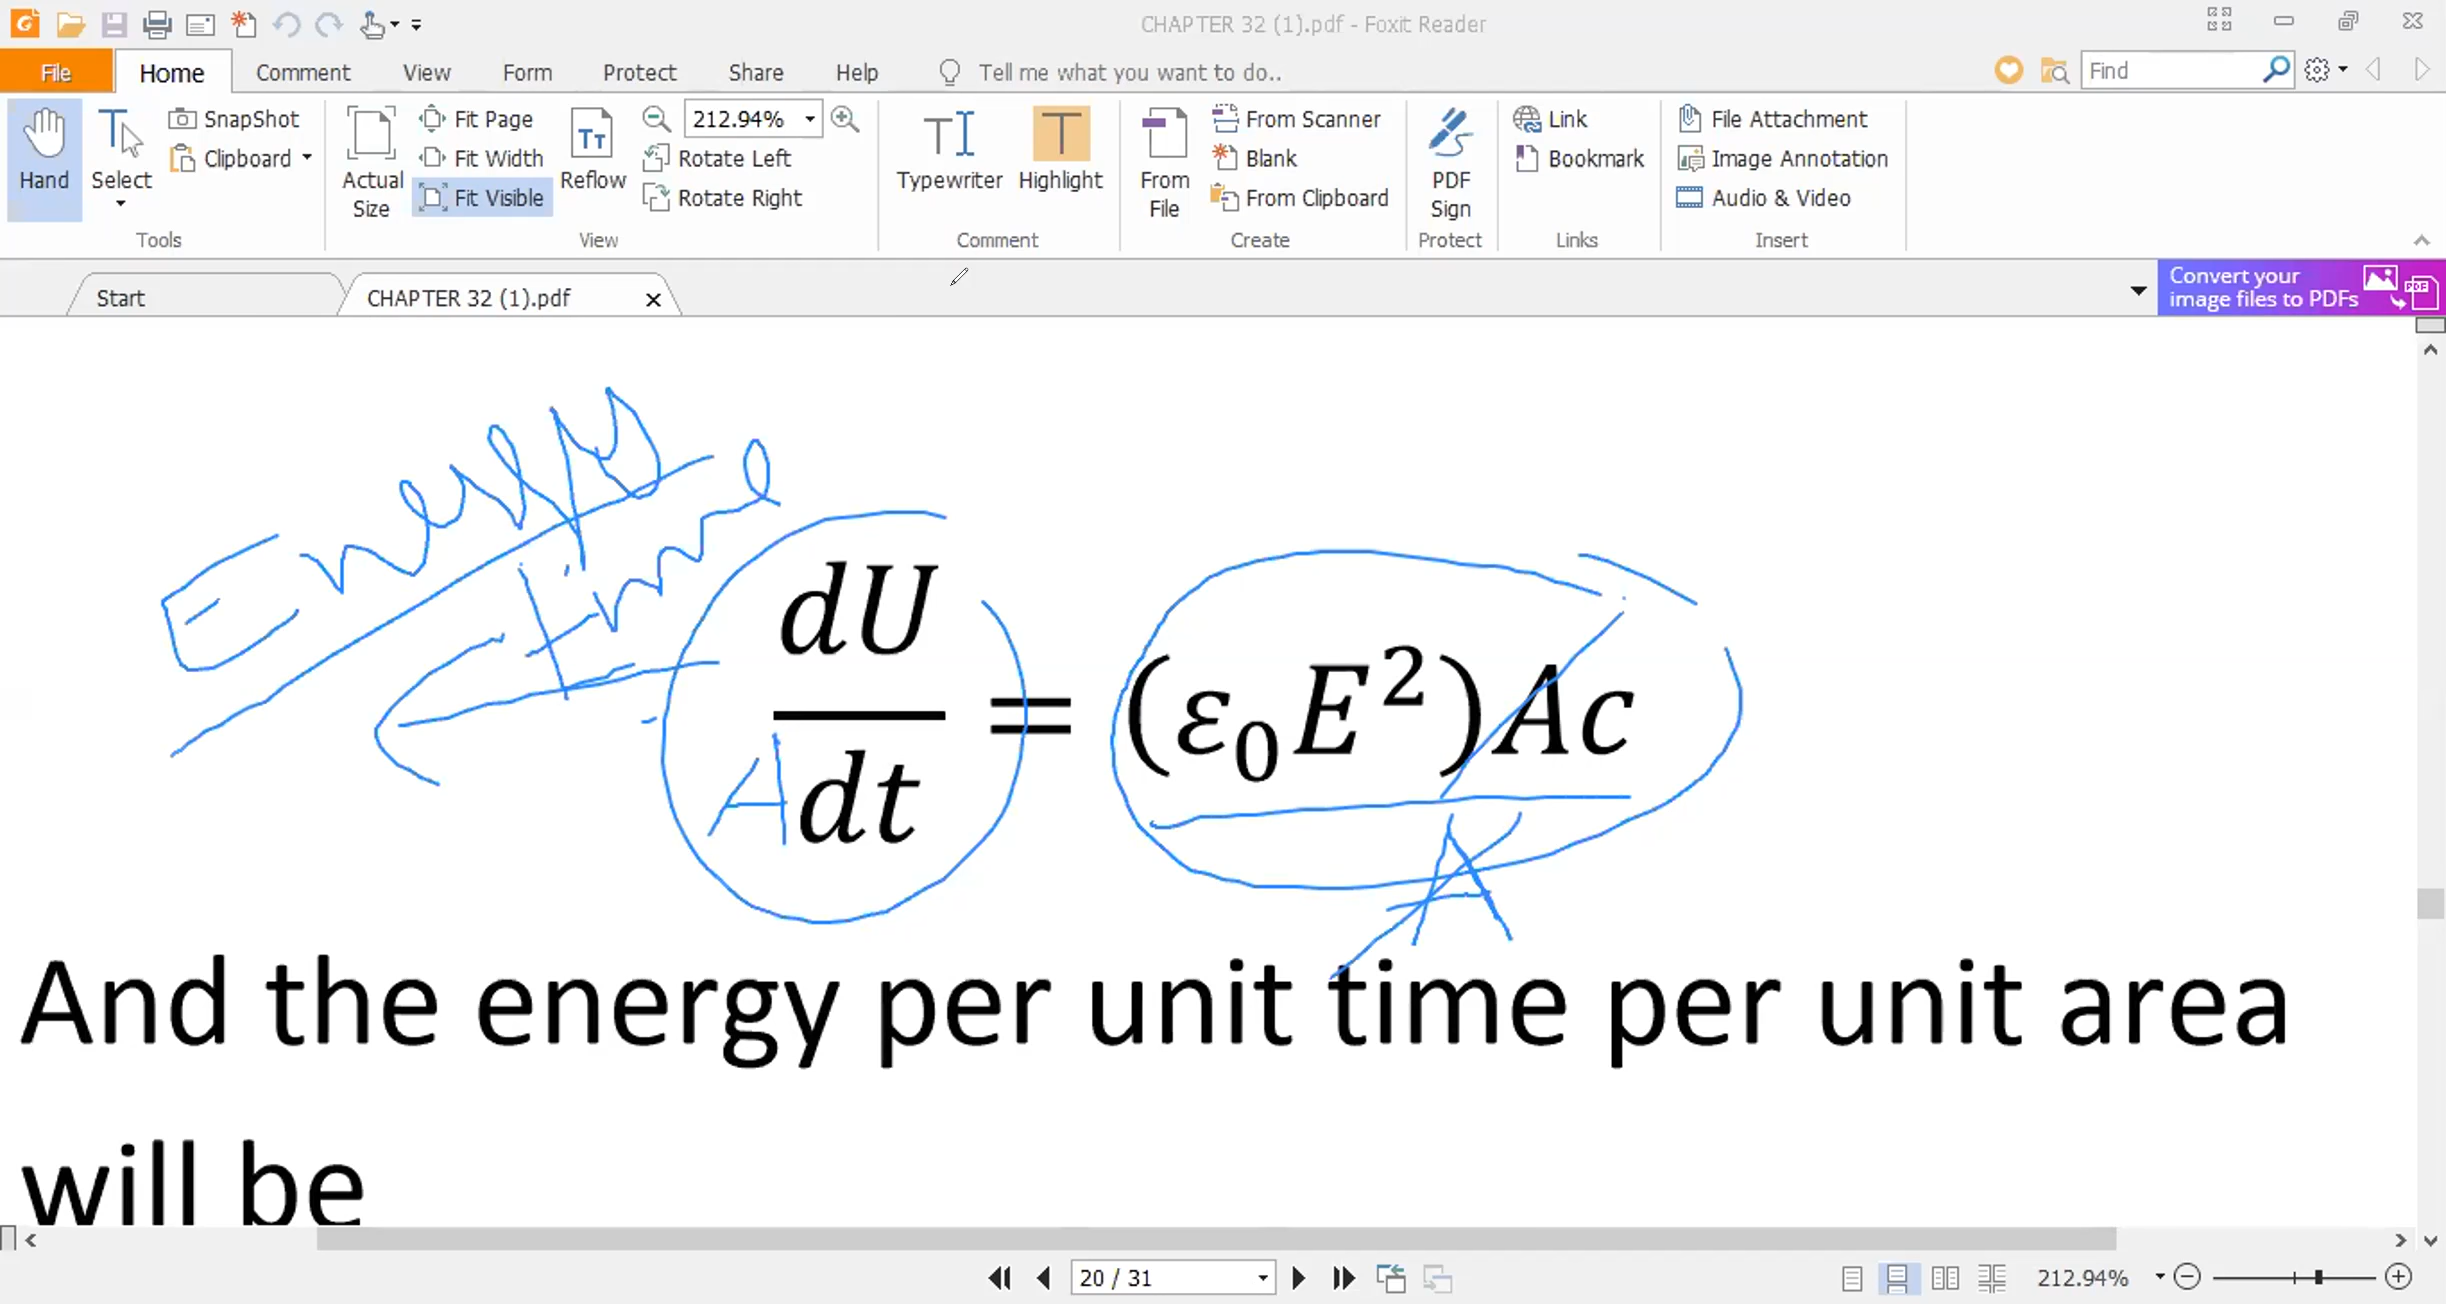 CHAPTER 32 (1).pdf - Foxit Reader
File Home Comment View Form Protect Share Help Tell me what you want to do.. Find
Hand
Select
SnapShot
Clipboard
Tools
Actual Size
Fit Page
Fit Width
Fit Visible
Reflow
212.94%
Rotate Left
Rotate Right
View
Typewriter
Highlight
Comment
From File
From Scanner
Blank
From Clipboard
Create
PDF Sign
Protect
Link
Bookmark
Links
File Attachment
Image Annotation
Audio & Video
Insert
Start
CHAPTER 32 (1).pdf
Convert your
image files to PDFs
PDF
Energy
time
dU
A dt
= (ε₀E²)Ac
A
And the energy per unit time per unit area
will be
20 / 31
212.94%